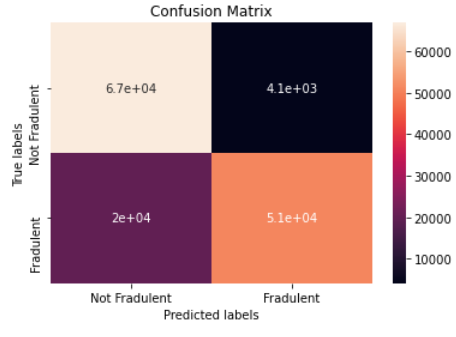 Confusion Matrix
True labels
Not Fradulent
Fradulent
6.7e+04 4.1e+03
2e+04 5.1e+04
Not Fradulent Fradulent
Predicted labels
60000
50000
40000
30000
20000
10000